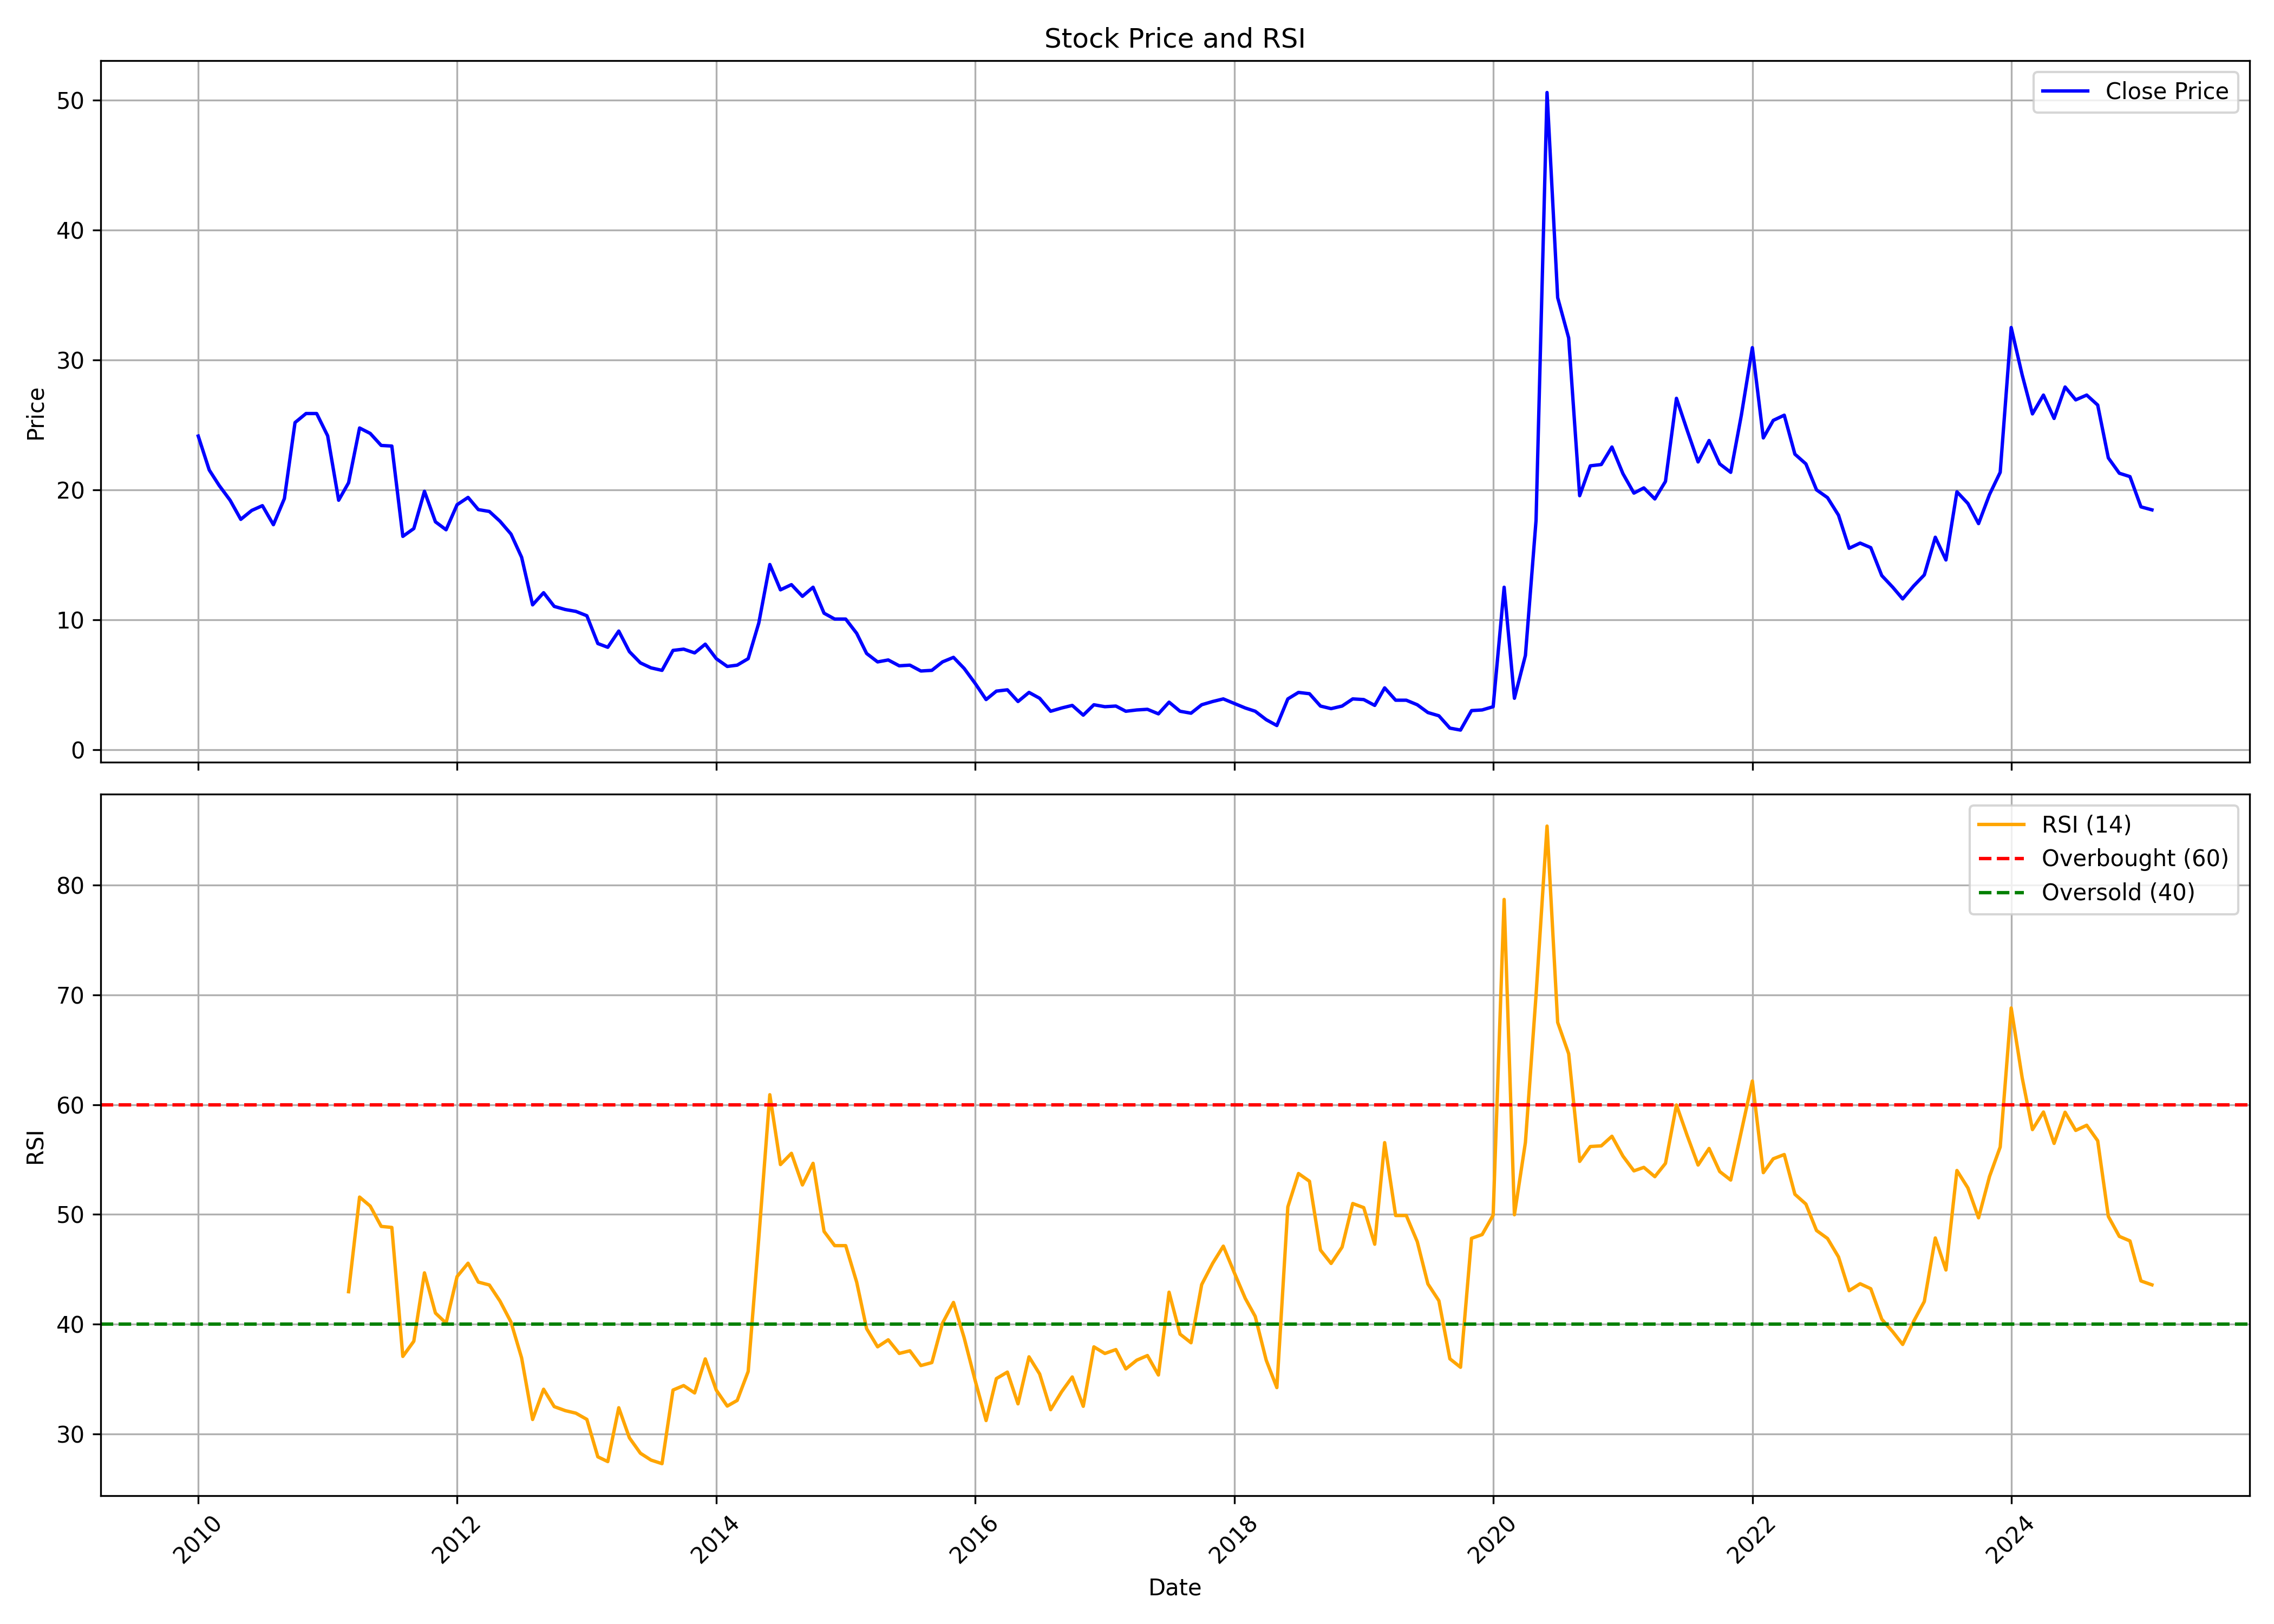 Stock Price and RSI
Close Price
50
40
30
20
10
0
Price
RSI (14)
Overbought (60)
Oversold (40)
80
70
60
50
40
30
RSI
2010 2012 2014 2016 2018 2020 2022 2024
Date